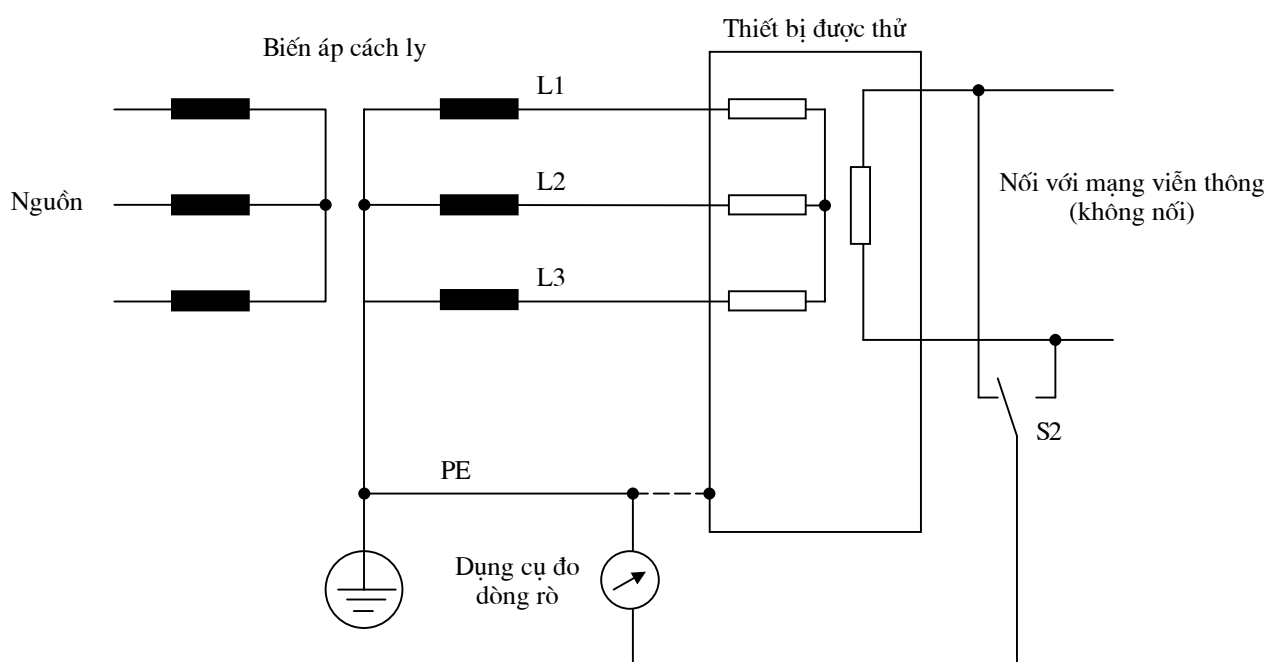 Thiết bị được thử
Biến áp cách ly
L1
Nguồn
L2
Nối với mạng viễn thông
(không nối)
L3
S2
PE
Dụng cụ đo
dòng rò